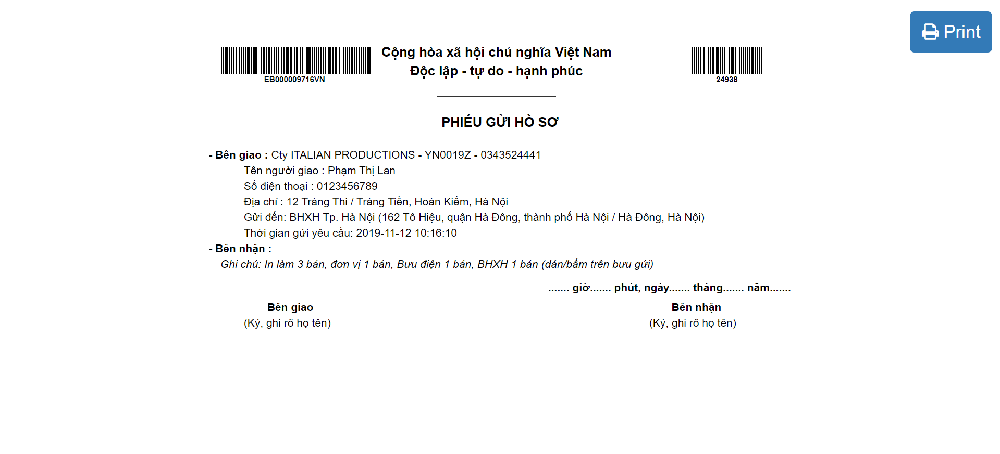 Print
Cộng hòa xã hội chủ nghĩa Việt Nam
Độc lập - tự do - hạnh phúc
EB000009716VN
24938
PHIẾU GỬI HỒ SƠ
- Bên giao : Cty ITALIAN PRODUCTIONS - YN0019Z - 0343524441
Tên người giao : Phạm Thị Lan
Số điện thoại : 0123456789
Địa chỉ : 12 Tràng Thi / Tràng Tiền, Hoàn Kiếm, Hà Nội
Gửi đến: BHXH Tp. Hà Nội (162 Tô Hiệu, quận Hà Đông, thành phố Hà Nội / Hà Đông, Hà Nội)
Thời gian gửi yêu cầu: 2019-11-12 10:16:10
- Bên nhận :
Ghi chú: In làm 3 bản, đơn vị 1 bản, Bưu điện 1 bản, BHXH 1 bản (dán/bấm trên bưu gửi)
....... giờ....... phút, ngày....... tháng....... năm.......
Bên giao
(Ký, ghi rõ họ tên)
Bên nhận
(Ký, ghi rõ họ tên)